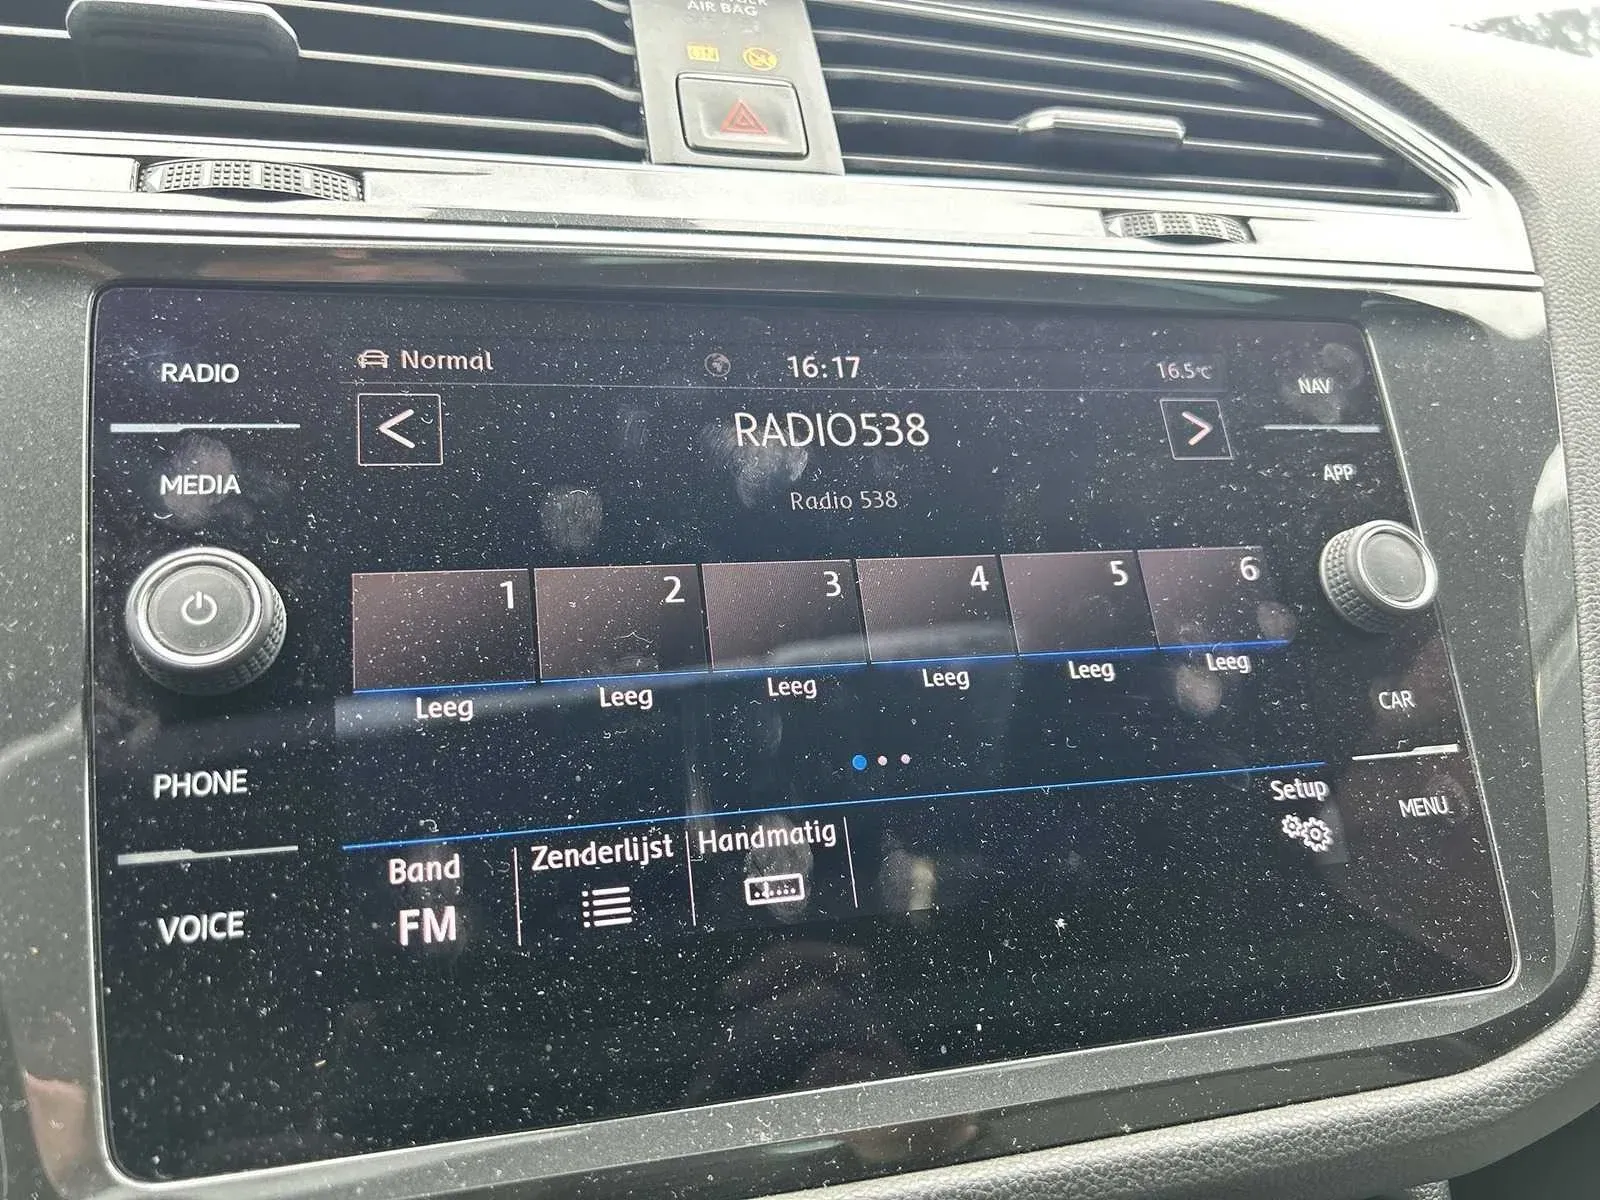 AIR BAG
RADIO
MEDIA
PHONE
VOICE
Normal
16:17
16.5°C
<
RADIO538
>
Radio 538
1
2
3
4
5
6
Leeg
Leeg
Leeg
Leeg
Leeg
Leeg
Band
FM
Zenderlijst
Handmatig
Setup
NAV
APP
CAR
MENU